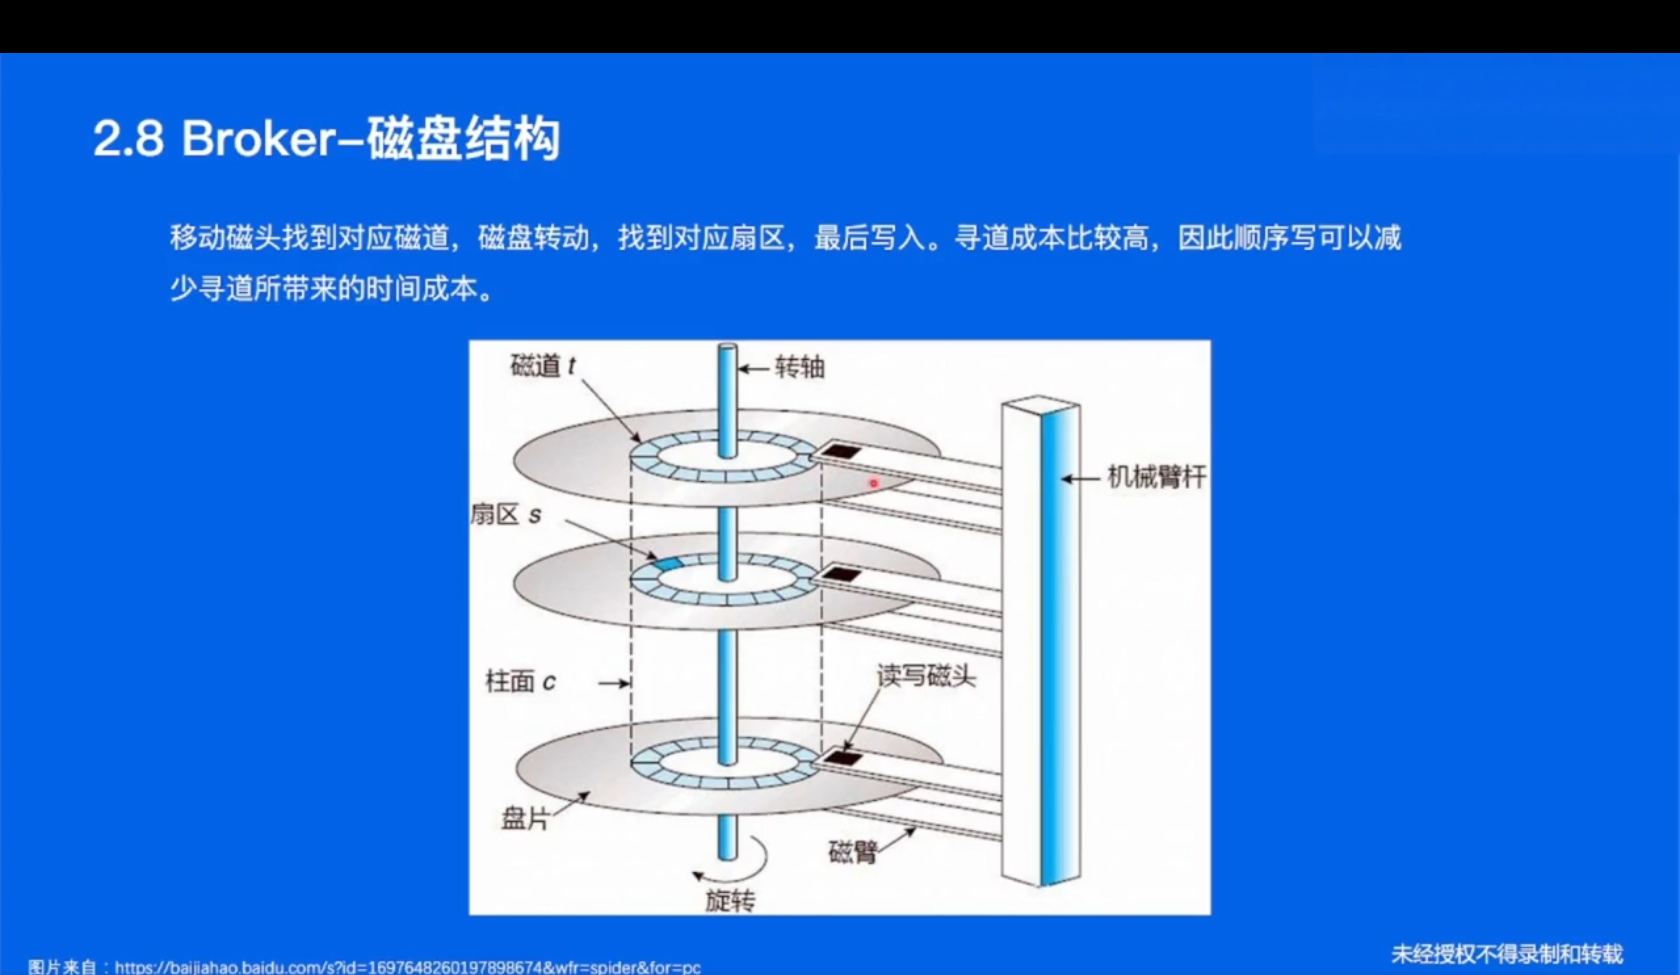 2.8 Broker–磁盘结构
移动磁头找到对应磁道，磁盘转动，找到对应扇区，最后写入。寻道成本比较高，因此顺序写可以减
少寻道所带来的时间成本。
磁道 t
转轴
机械臂杆
扇区 s
柱面 c
读写磁头
盘片
磁臂
旋转
未经授权不得录制和转载
图片来自：https://baijiahao.baidu.com/s?id=1697648260197898674&wfr=spider&for=pc